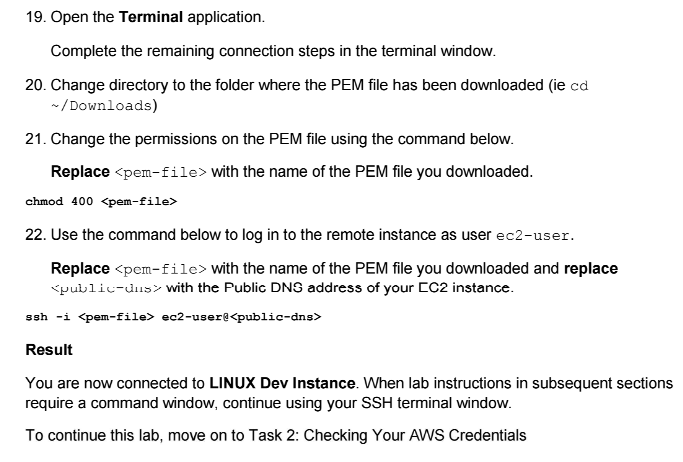 19. Open the Terminal application.
Complete the remaining connection steps in the terminal window.
20. Change directory to the folder where the PEM file has been downloaded (ie cd
~/Downloads)
21. Change the permissions on the PEM file using the command below.
Replace <pem-file> with the name of the PEM file you downloaded.
chmod 400 <pem-file>
22. Use the command below to log in to the remote instance as user ec2-user.
Replace <pem-file> with the name of the PEM file you downloaded and replace
<public-dns> with the Public DNS address of your EC2 instance.
ssh -i <pem-file> ec2-user@<public-dns>
Result
You are now connected to LINUX Dev Instance. When lab instructions in subsequent sections
require a command window, continue using your SSH terminal window.
To continue this lab, move on to Task 2: Checking Your AWS Credentials